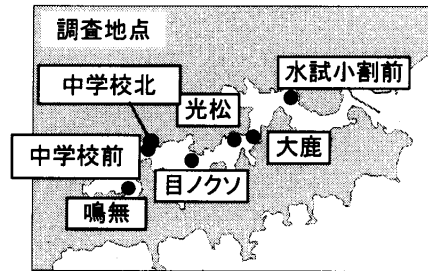 調査地点
水試小割前
中学校北
光松
大鹿
中学校前
目ノクソ
鳴無